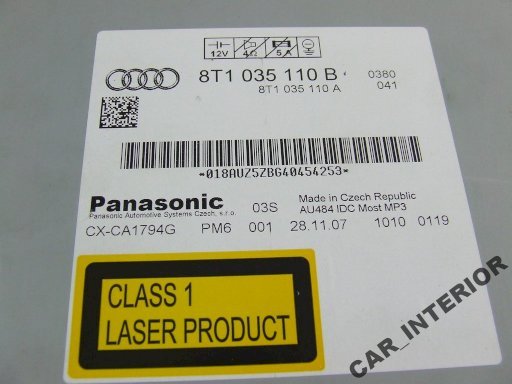 12V 4Ω 5A
8T1 035 110 B 0380
8T1 035 110 A 041
*018AUZ5ZBG40454253*
Panasonic 03S Made in Czech Republic
Panasonic Automotive Systems Czech, s.r.o. AU484 IDC Most MP3
CX-CA1794G PM6 001 28.11.07 1010 0119
CLASS 1
LASER PRODUCT
CAR_INTERIOR